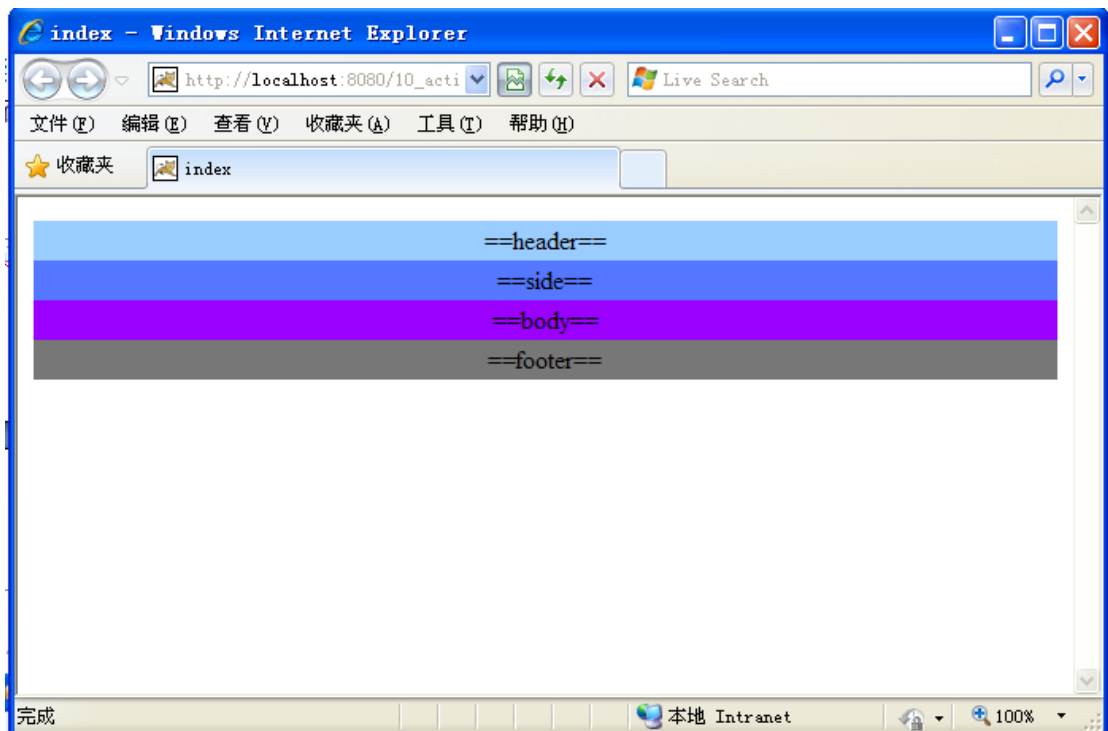 index - Windows Internet Explorer
http://localhost:8080/10_acti Live Search
文件(F) 编辑(E) 查看(V) 收藏夹(A) 工具(T) 帮助(H)
收藏夹 index
==header==
==side==
==body==
==footer==
完成 本地 Intranet 100%